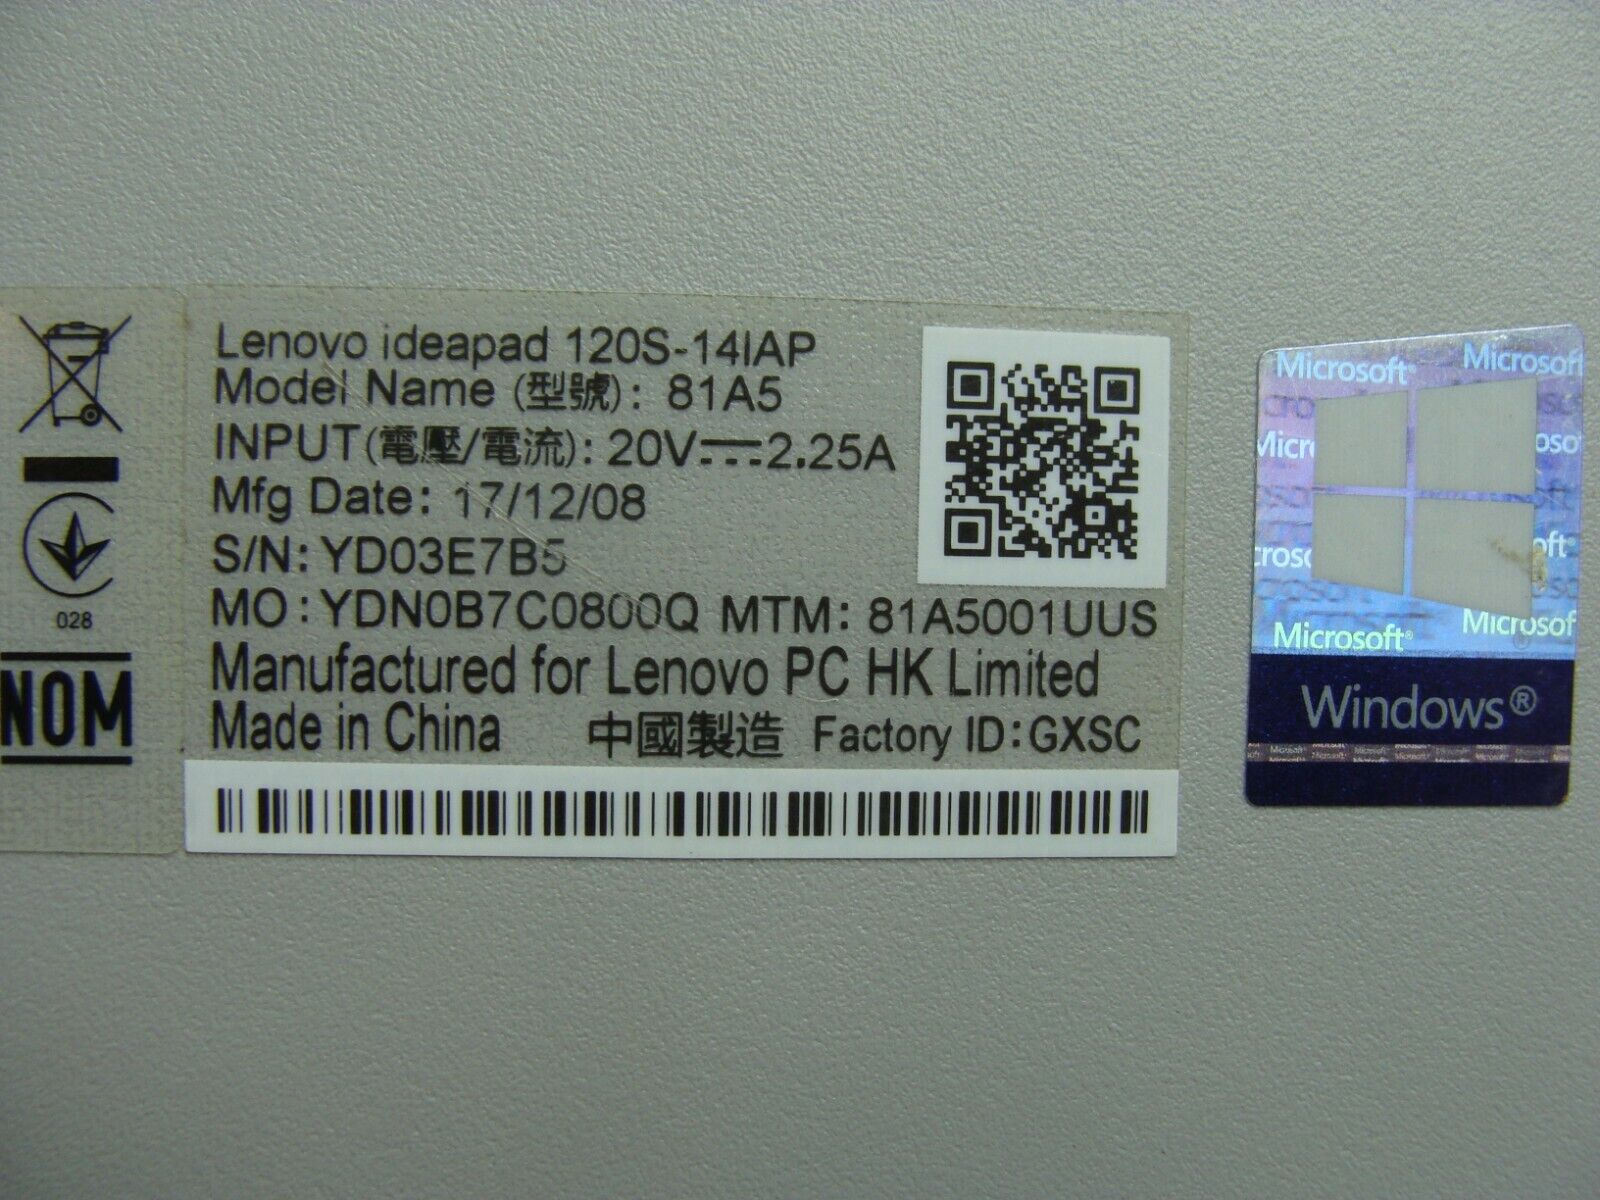 Lenovo ideapad 120S-14IAP
Model Name (型號): 81A5
INPUT(電壓/電流): 20V⎓2.25A
Mfg Date: 17/12/08
S/N: YD03E7B5
MO: YDN0B7C0800Q MTM: 81A5001UUS
Manufactured for Lenovo PC HK Limited
Made in China 中國製造 Factory ID:GXSC
028
NOM
Microsoft® Microsoft
Microsoft® Microsof
Windows®